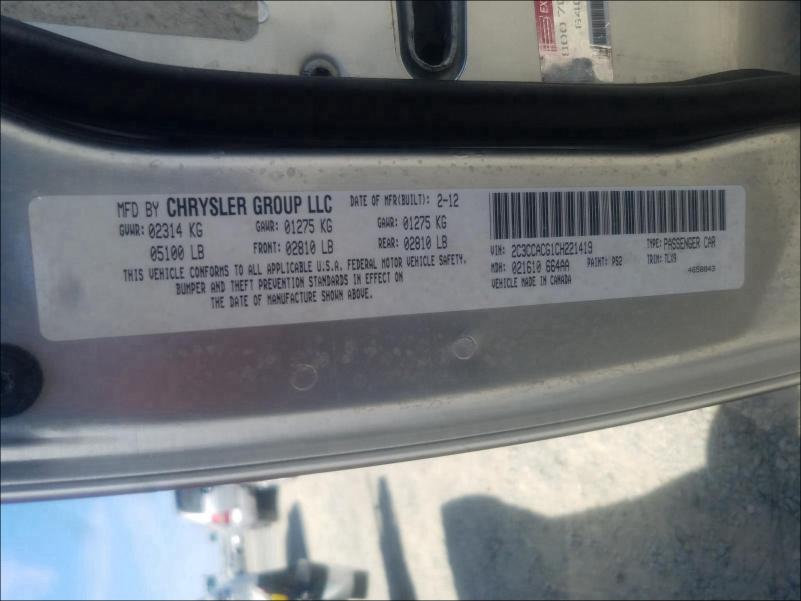 MFD BY CHRYSLER GROUP LLC DATE OF MFR(BUILT): 2-12
GVWR: 02314 KG GAWR: 01275 KG GAWR: 01275 KG
05100 LB FRONT: 02810 LB REAR: 02810 LB
THIS VEHICLE CONFORMS TO ALL APPLICABLE U.S.A. FEDERAL MOTOR VEHICLE SAFETY,
BUMPER AND THEFT PREVENTION STANDARDS IN EFFECT ON
THE DATE OF MANUFACTURE SHOWN ABOVE.
VIN: 2C3CCACG1CH221419 TYPE: PASSENGER CAR
MDH: 021610 664AA PAINT: PS2 TRIM: TLX9
VEHICLE MADE IN CANADA 4658843